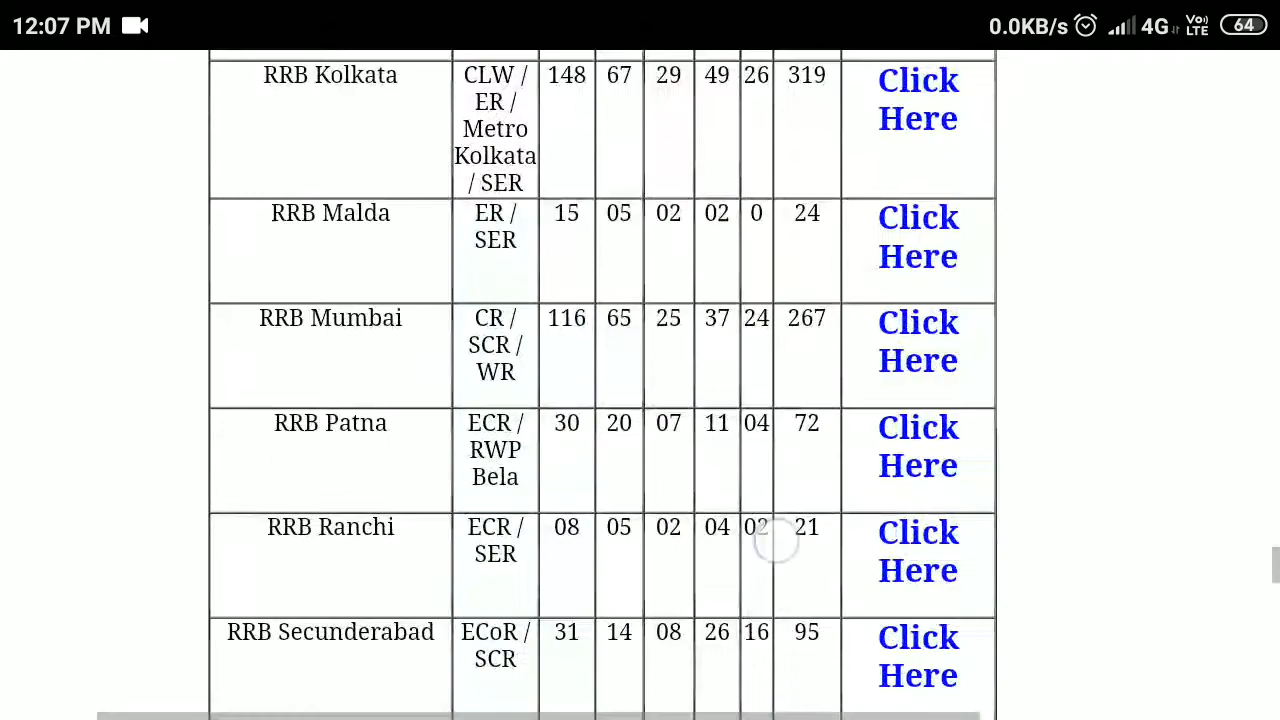 12:07 PM 0.0KB/s 4G VoLTE 64
RRB Kolkata CLW / 148 67 29 49 26 319 Click
ER / Here
Metro
Kolkata
/ SER
RRB Malda ER / 15 05 02 02 0 24 Click
SER Here
RRB Mumbai CR / 116 65 25 37 24 267 Click
SCR / Here
WR
RRB Patna ECR / 30 20 07 11 04 72 Click
RWP Here
Bela
RRB Ranchi ECR / 08 05 02 04 02 21 Click
SER Here
RRB Secunderabad ECoR / 31 14 08 26 16 95 Click
SCR Here